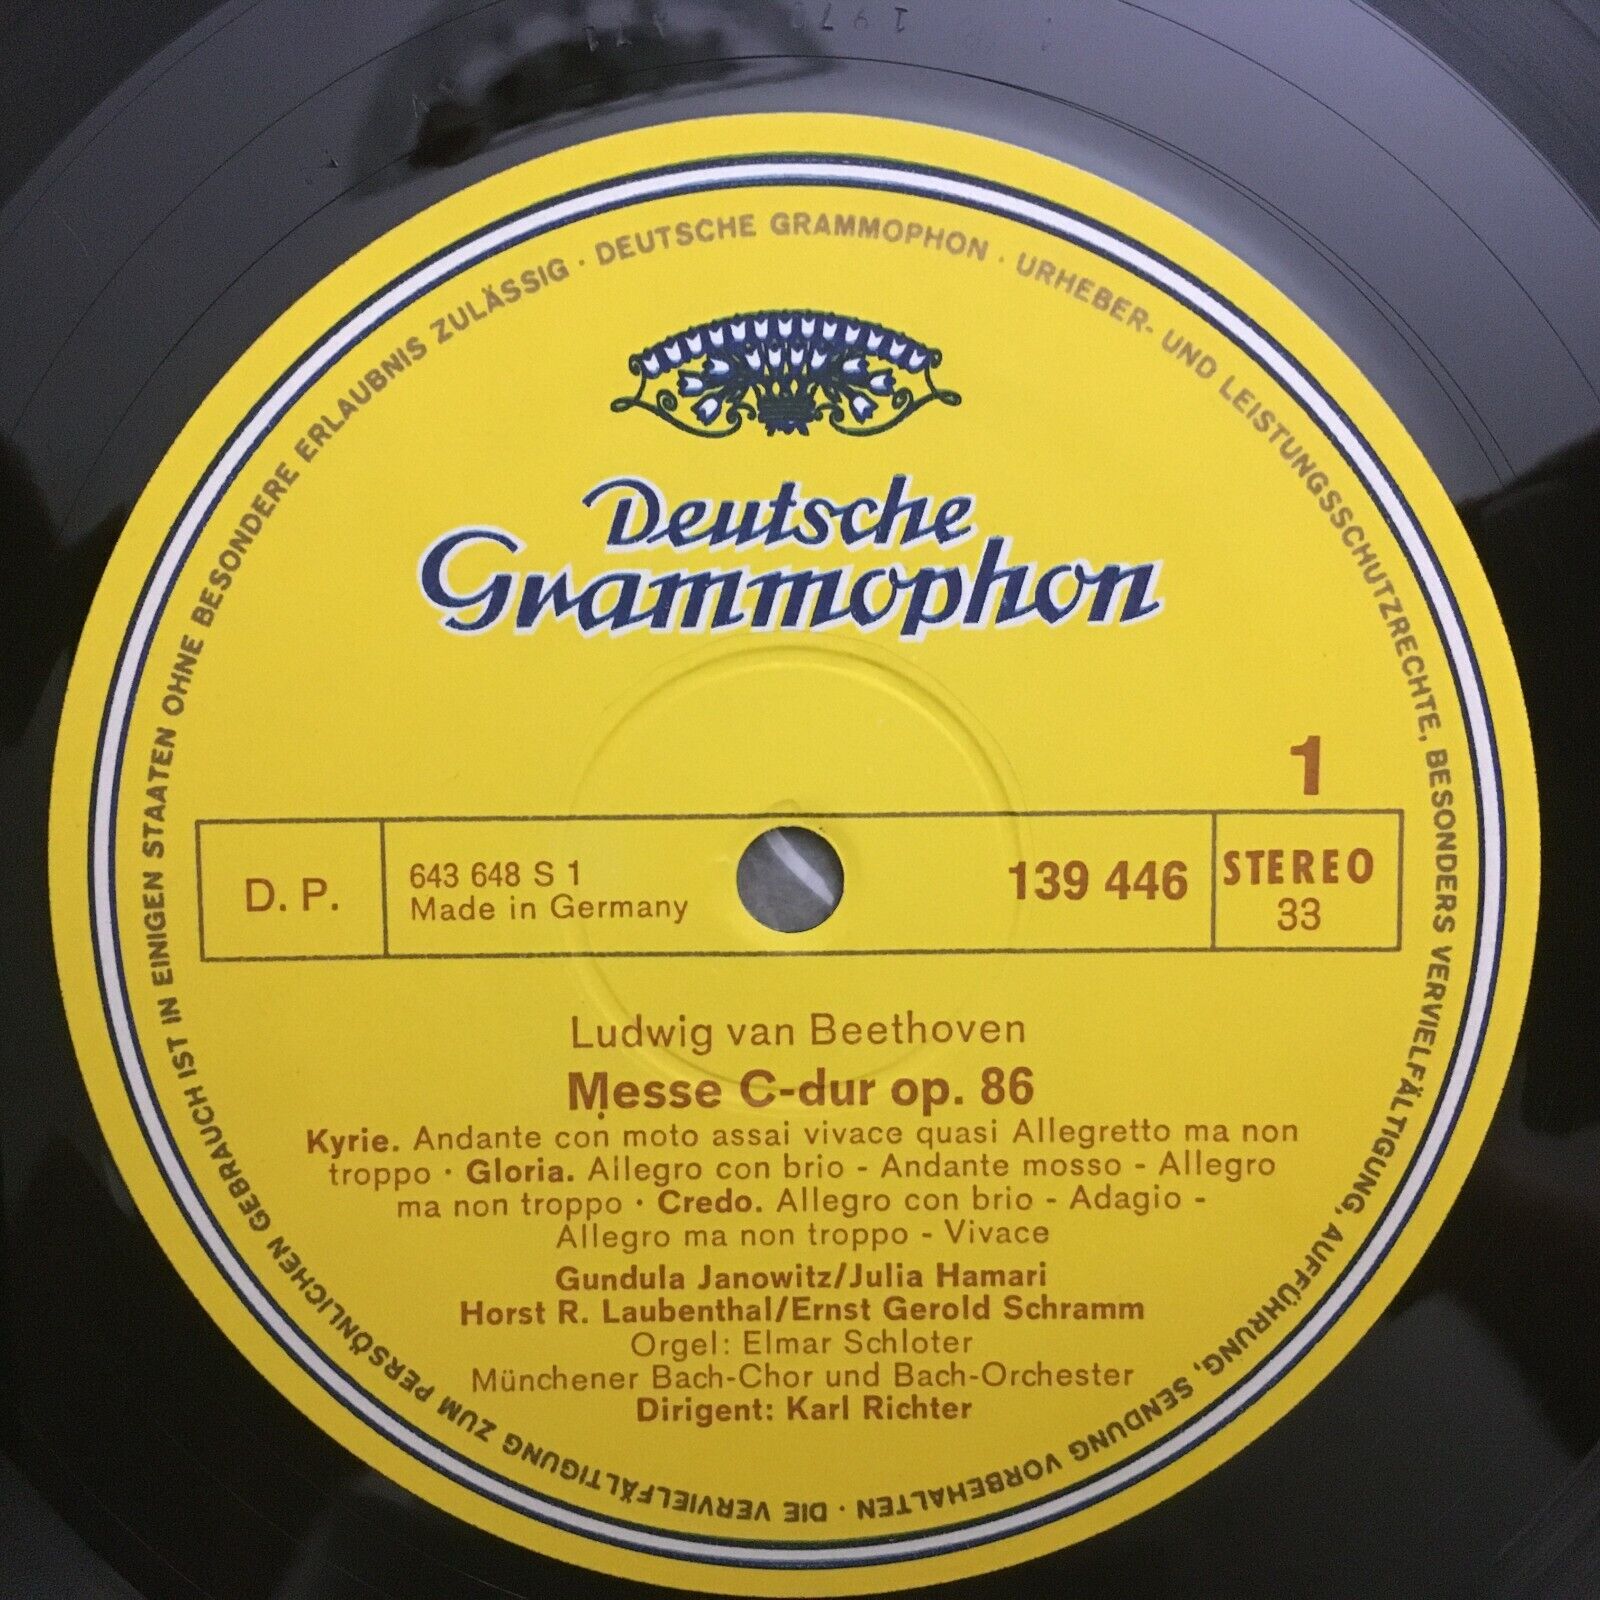 DEUTSCHE GRAMMOPHON · URHEBER- UND LEISTUNGSSCHUTZRECHTE, BESONDERS VERVIELFÄLTIGUNG, AUFFÜHRUNG, SENDUNG VORBEHALTEN · DIE VERVIELFÄLTIGUNG ZUM PERSÖNLICHEN GEBRAUCH IST IN EINIGEN STAATEN OHNE BESONDERE ERLAUBNIS ZULÄSSIG ·
Deutsche
Grammophon
1
D. P.
643 648 S 1
Made in Germany
139 446
STEREO
33
Ludwig van Beethoven
Messe C-dur op. 86
Kyrie. Andante con moto assai vivace quasi Allegretto ma non
troppo · Gloria. Allegro con brio - Andante mosso - Allegro
ma non troppo · Credo. Allegro con brio - Adagio -
Allegro ma non troppo - Vivace
Gundula Janowitz/Julia Hamari
Horst R. Laubenthal/Ernst Gerold Schramm
Orgel: Elmar Schloter
Münchener Bach-Chor und Bach-Orchester
Dirigent: Karl Richter